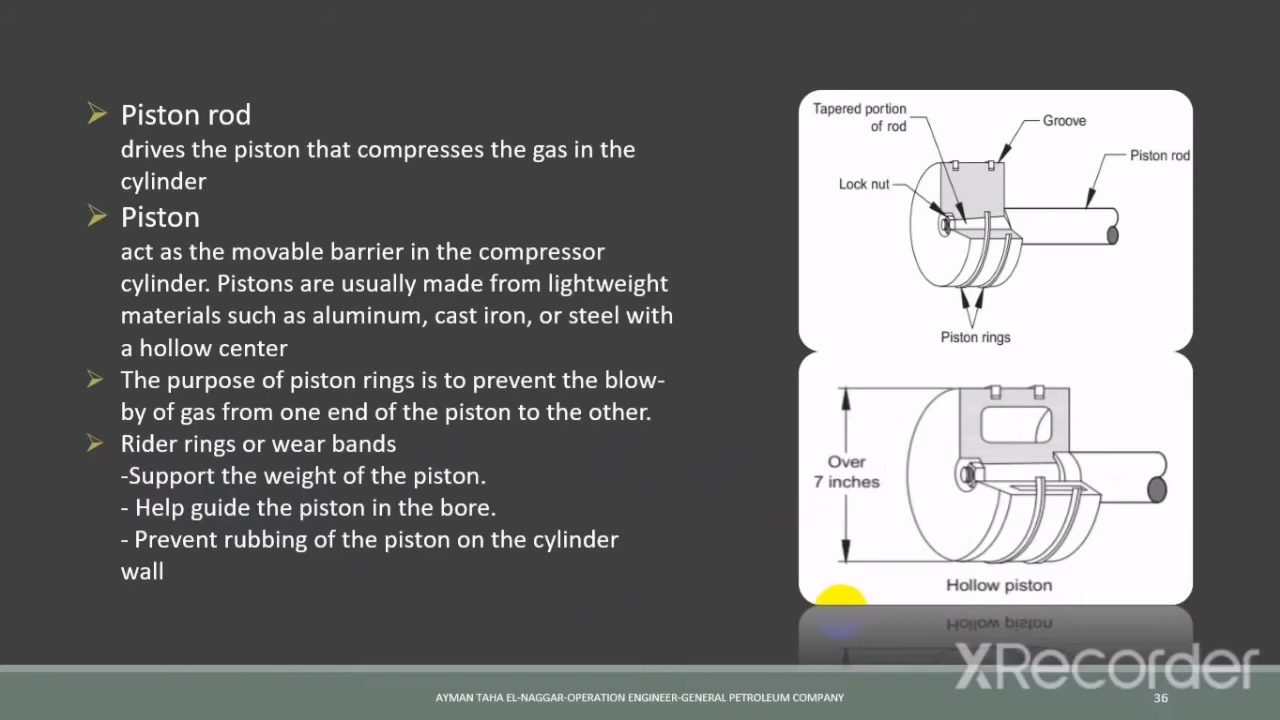 ➢ Piston rod
drives the piston that compresses the gas in the
cylinder
➢ Piston
act as the movable barrier in the compressor
cylinder. Pistons are usually made from lightweight
materials such as aluminum, cast iron, or steel with
a hollow center
➢ The purpose of piston rings is to prevent the blow-
by of gas from one end of the piston to the other.
➢ Rider rings or wear bands
-Support the weight of the piston.
- Help guide the piston in the bore.
- Prevent rubbing of the piston on the cylinder
wall
Tapered portion
of rod
Groove
Piston rod
Lock nut
Piston rings
Over
7 inches
Hollow piston
Hollow piston
XRecorder
AYMAN TAHA EL-NAGGAR-OPERATION ENGINEER-GENERAL PETROLEUM COMPANY
36